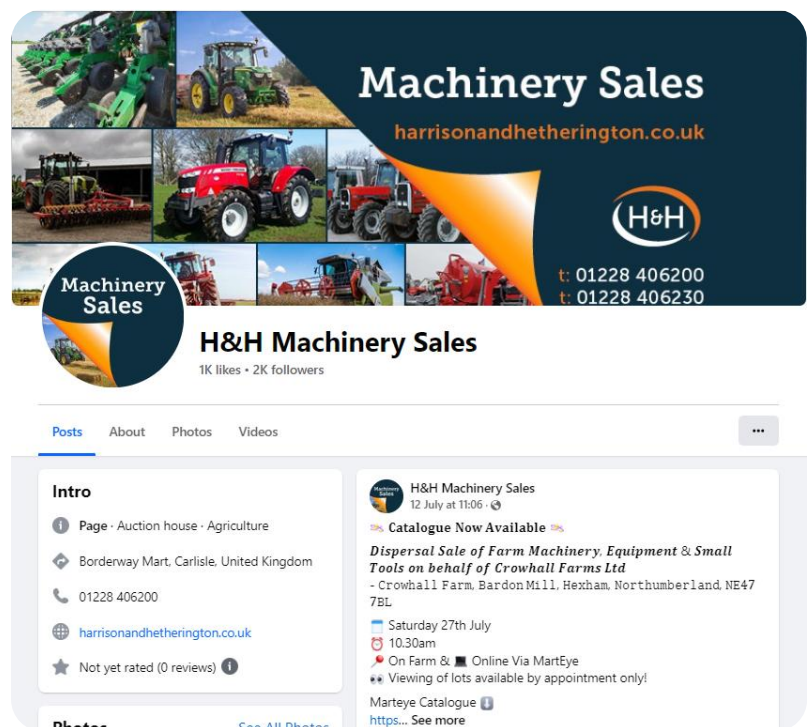 Machinery Sales
harrisonandhetherington.co.uk
H&H
t: 01228 406200
t: 01228 406230
Machinery
Sales
H&H Machinery Sales
1K likes • 2K followers
Posts
About
Photos
Videos
Intro
Page · Auction house · Agriculture
Borderway Mart, Carlisle, United Kingdom
01228 406200
harrisonandhetherington.co.uk
Not yet rated (0 reviews)
Photos
See All Photos
Machinery
Sales
H&H Machinery Sales
12 July at 11:06 ·
Catalogue Now Available
Dispersal Sale of Farm Machinery, Equipment & Small
Tools on behalf of Crowhall Farms Ltd
- Crowhall Farm, Bardon Mill, Hexham, Northumberland, NE47
7BL
Saturday 27th July
10.30am
On Farm & Online Via MartEye
Viewing of lots available by appointment only!
Marteye Catalogue
https... See more